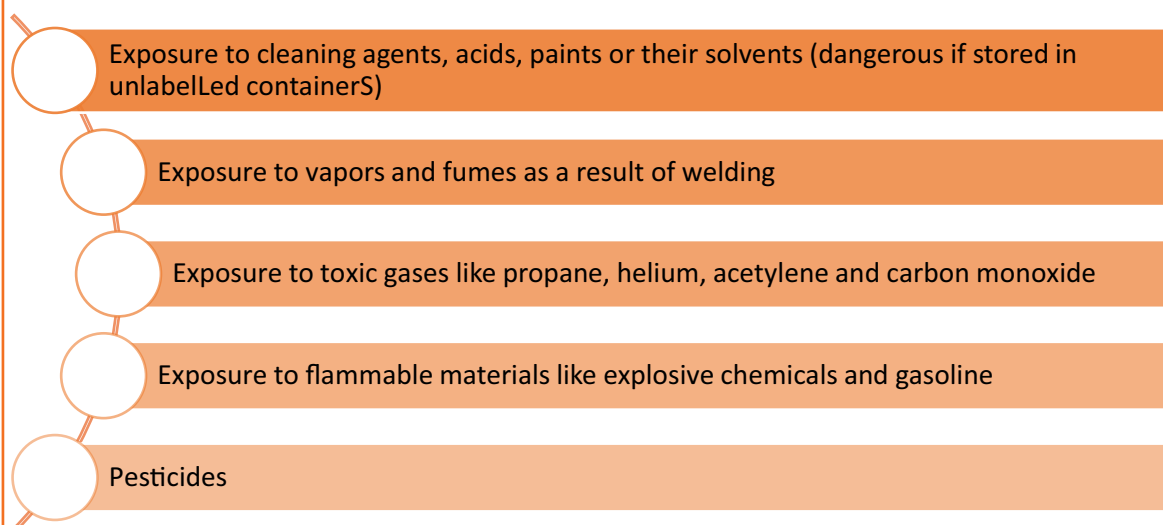 Exposure to cleaning agents, acids, paints or their solvents (dangerous if stored in
unlabelLed containerS)
Exposure to vapors and fumes as a result of welding
Exposure to toxic gases like propane, helium, acetylene and carbon monoxide
Exposure to flammable materials like explosive chemicals and gasoline
Pesticides